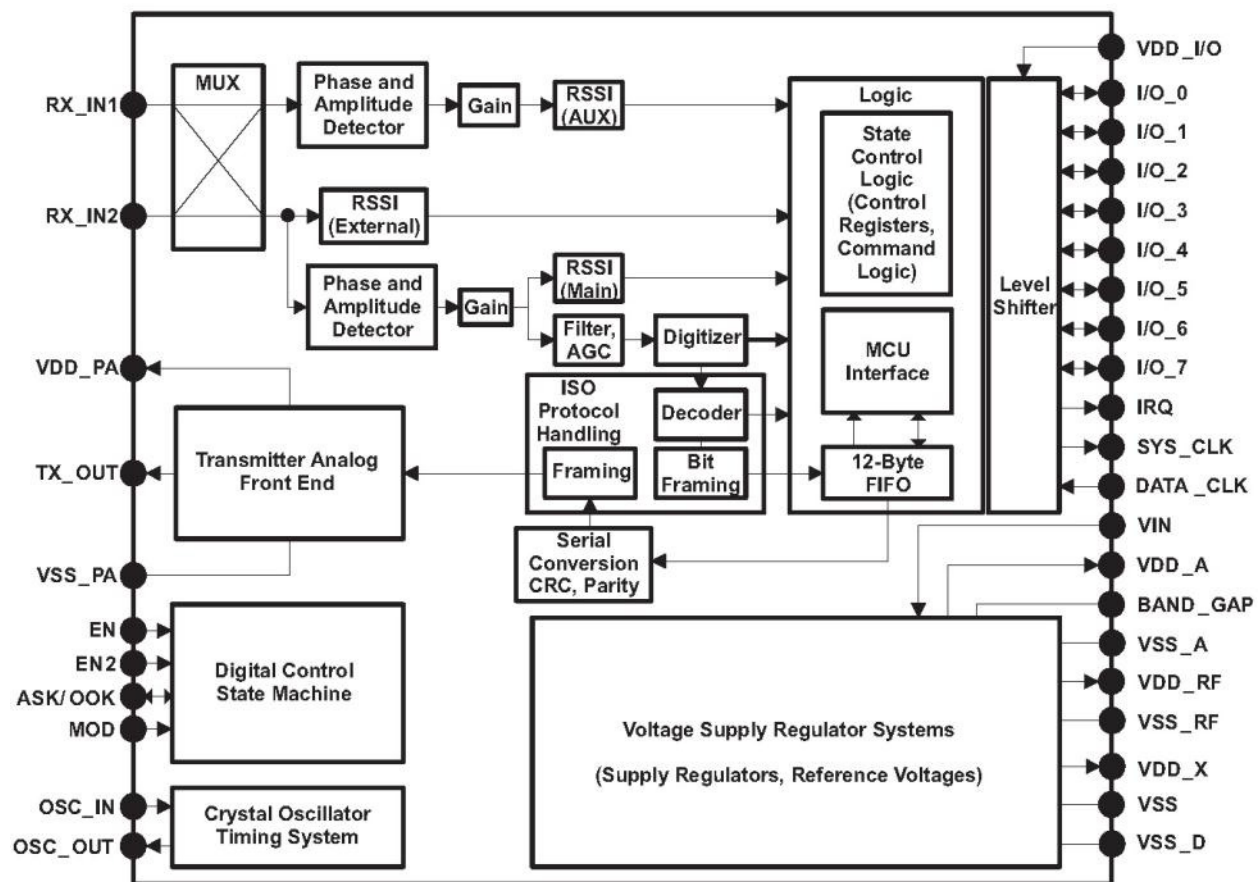 RX_IN1
RX_IN2
VDD_PA
TX_OUT
VSS_PA
EN
EN2
ASK/OOK
MOD
OSC_IN
OSC_OUT
MUX
Phase and
Amplitude
Detector
Gain
RSSI
(AUX)
RSSI
(External)
Phase and
Amplitude
Detector
Gain
RSSI
(Main)
Filter,
AGC
Digitizer
ISO
Protocol
Handling
Decoder
Framing
Bit
Framing
Serial
Conversion
CRC, Parity
Transmitter Analog
Front End
Digital Control
State Machine
Crystal Oscillator
Timing System
Logic
State
Control
Logic
(Control
Registers,
Command
Logic)
MCU
Interface
12-Byte
FIFO
Level
Shifter
Voltage Supply Regulator Systems
(Supply Regulators, Reference Voltages)
VDD_I/O
I/O_0
I/O_1
I/O_2
I/O_3
I/O_4
I/O_5
I/O_6
I/O_7
IRQ
SYS_CLK
DATA_CLK
VIN
VDD_A
BAND_GAP
VSS_A
VDD_RF
VSS_RF
VDD_X
VSS
VSS_D